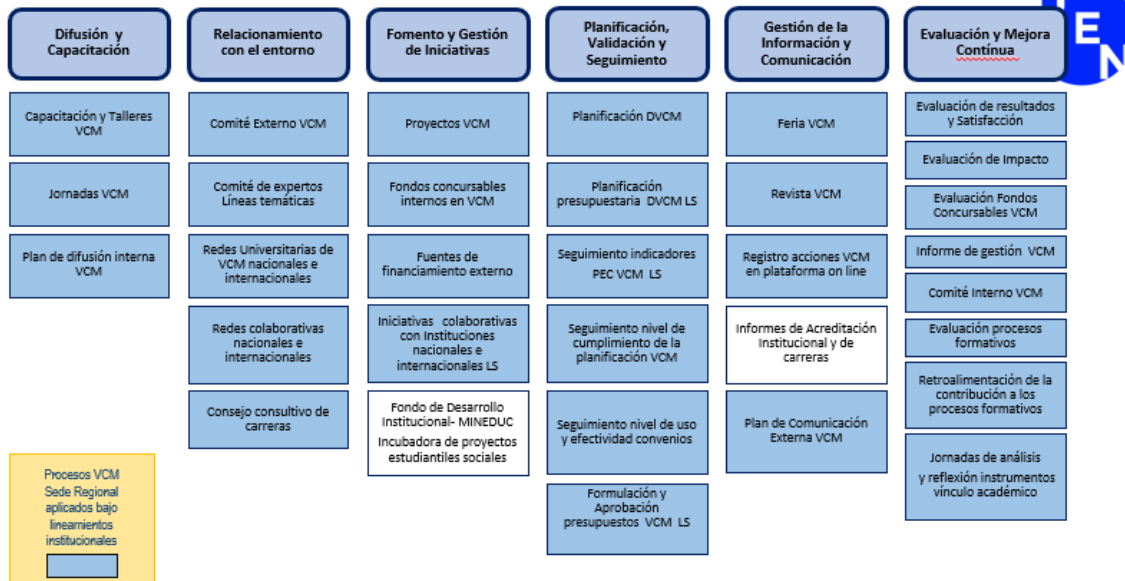 Difusión y
Capacitación
Relacionamiento
con el entorno
Fomento y Gestión
de Iniciativas
Planificación,
Validación y
Seguimiento
Gestión de la
Información y
Comunicación
Evaluación y Mejora
Contínua
E
N
Capacitación y Talleres
VCM
Jornadas VCM
Plan de difusión interna
VCM
Comité Externo VCM
Comité de expertos
Líneas temáticas
Redes Universitarias de
VCM nacionales e
internacionales
Redes colaborativas
nacionales e
internacionales
Consejo consultivo de
carreras
Proyectos VCM
Fondos concursables
internos en VCM
Fuentes de
financiamiento externo
Iniciativas colaborativas
con Instituciones
nacionales e
internacionales LS
Fondo de Desarrollo
Institucional- MINEDUC
Incubadora de proyectos
estudiantiles sociales
Planificación DVCM
Planificación
presupuestaria DVCM LS
Seguimiento indicadores
PEC VCM LS
Seguimiento nivel de
cumplimiento de la
planificación VCM
Seguimiento nivel de uso
y efectividad convenios
Formulación y
Aprobación
presupuestos VCM LS
Feria VCM
Revista VCM
Registro acciones VCM
en plataforma on line
Informes de Acreditación
Institucional y de
carreras
Plan de Comunicación
Externa VCM
Evaluación de resultados
y Satisfacción
Evaluación de Impacto
Evaluación Fondos
Concursables VCM
Informe de gestión VCM
Comité Interno VCM
Evaluación procesos
formativos
Retroalimentación de la
contribución a los
procesos formativos
Jornadas de análisis
y reflexión instrumentos
vínculo académico
Procesos VCM
Sede Regional
aplicados bajo
lineamientos
institucionales